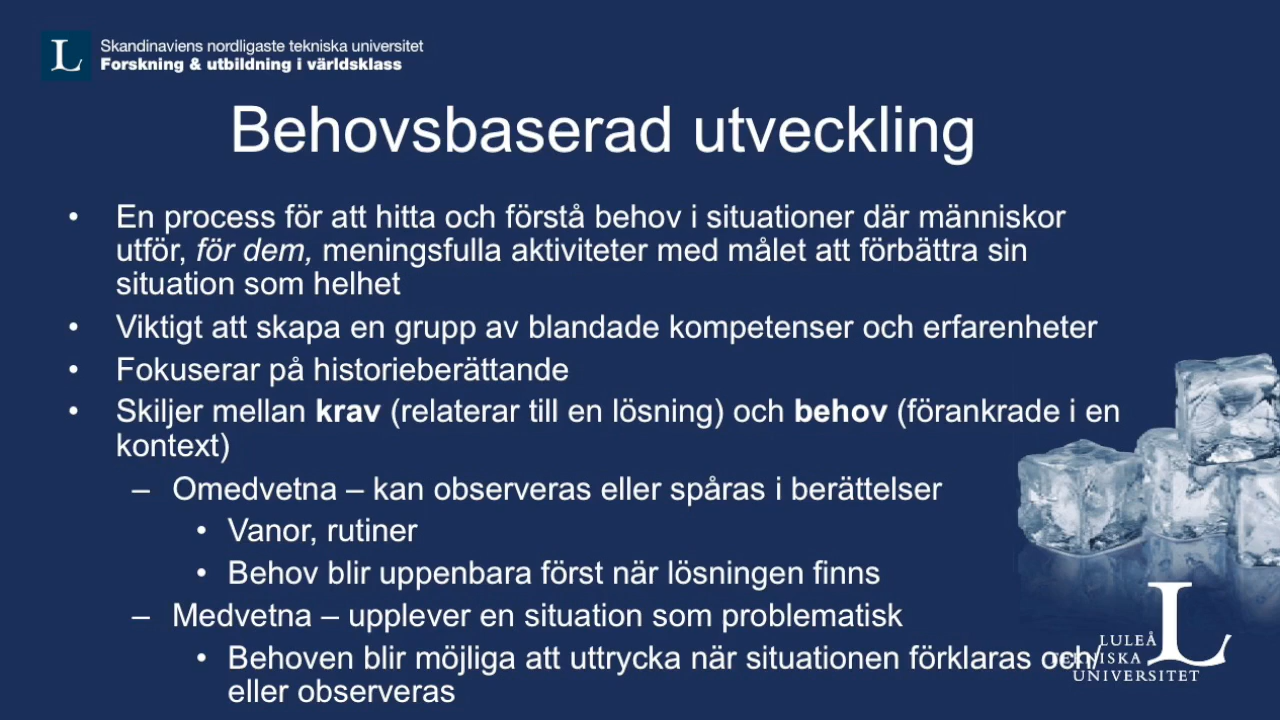 L Skandinaviens nordligaste tekniska universitet
Forskning & utbildning i världsklass
Behovsbaserad utveckling
• En process för att hitta och förstå behov i situationer där människor
utför, för dem, meningsfulla aktiviteter med målet att förbättra sin
situation som helhet
• Viktigt att skapa en grupp av blandade kompetenser och erfarenheter
• Fokuserar på historieberättande
• Skiljer mellan krav (relaterar till en lösning) och behov (förankrade i en
kontext)
– Omedvetna – kan observeras eller spåras i berättelser
• Vanor, rutiner
• Behov blir uppenbara först när lösningen finns
– Medvetna – upplever en situation som problematisk
• Behoven blir möjliga att uttrycka när situationen förklaras och/
eller observeras
LULEÅ L
TEKNISKA
UNIVERSITET